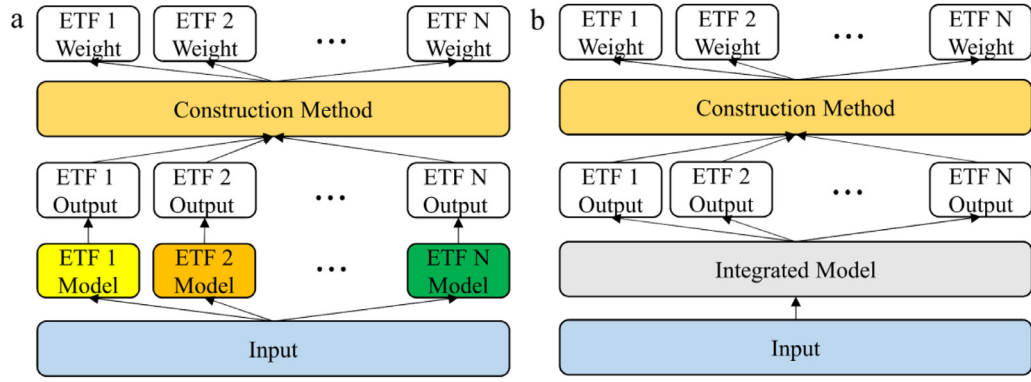 a
ETF 1
Weight
ETF 2
Weight
...
ETF N
Weight
Construction Method
ETF 1
Output
ETF 2
Output
...
ETF N
Output
ETF 1
Model
ETF 2
Model
...
ETF N
Model
Input
b
ETF 1
Weight
ETF 2
Weight
...
ETF N
Weight
Construction Method
ETF 1
Output
ETF 2
Output
...
ETF N
Output
Integrated Model
Input